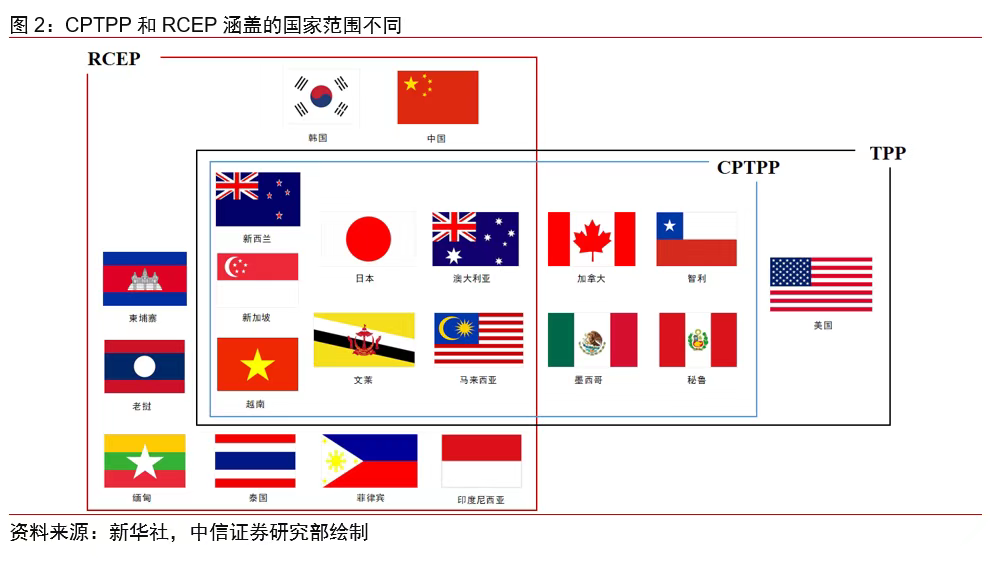 图 2：CPTPP 和 RCEP 涵盖的国家范围不同
RCEP
韩国
中国
TPP
CPTPP
新西兰
日本
澳大利亚
加拿大
智利
柬埔寨
新加坡
美国
文莱
马来西亚
墨西哥
秘鲁
老挝
越南
缅甸
泰国
菲律宾
印度尼西亚
资料来源：新华社，中信证券研究部绘制